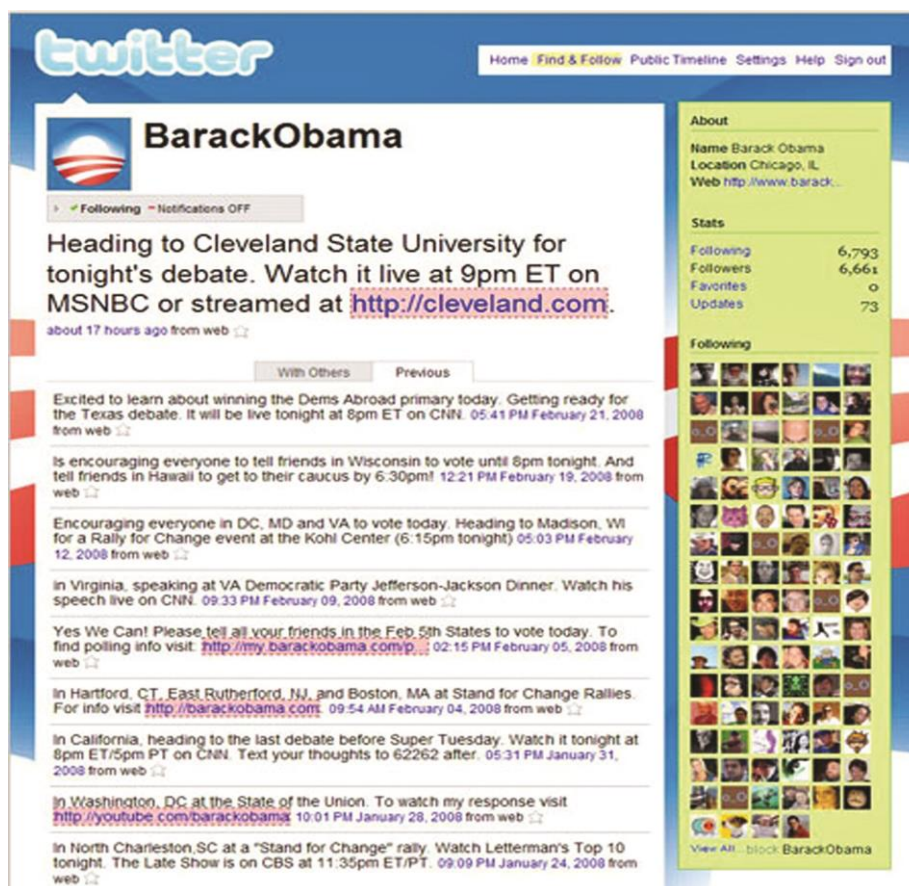 twitter
Home Find & Follow Public Timeline Settings Help Sign out
BarackObama
Following Notifications OFF
Heading to Cleveland State University for
tonight's debate. Watch it live at 9pm ET on
MSNBC or streamed at http://cleveland.com.
about 17 hours ago from web
With Others Previous
Excited to learn about winning the Dems Abroad primary today. Getting ready for
the Texas debate. It will be live tonight at 8pm ET on CNN. 05:41 PM February 21, 2008
from web
Is encouraging everyone to tell friends in Wisconsin to vote until 8pm tonight. And
tell friends in Hawaii to get to their caucus by 6:30pm! 12:21 PM February 19, 2008 from
web
Encouraging everyone in DC, MD and VA to vote today. Heading to Madison, WI
for a Rally for Change event at the Kohl Center (6:15pm tonight) 05:03 PM February
12, 2008 from web
in Virginia, speaking at VA Democratic Party Jefferson-Jackson Dinner. Watch his
speech live on CNN. 09:33 PM February 09, 2008 from web
Yes We Can! Please tell all your friends in the Feb 5th States to vote today. To
find polling info visit: http://my.barackobama.com/p... 02:15 PM February 05, 2008 from
web
In Hartford, CT, East Rutherford, NJ, and Boston, MA at Stand for Change Rallies.
For info visit http://barackobama.com. 09:54 AM February 04, 2008 from web
In California, heading to the last debate before Super Tuesday. Watch it tonight at
8pm ET/5pm PT on CNN. Text your thoughts to 62262 after. 05:31 PM January 31,
2008 from web
In Washington, DC at the State of the Union. To watch my response visit
http://youtube.com/barackobama 10:01 PM January 28, 2008 from web
In North Charleston,SC at a "Stand for Change" rally. Watch Letterman's Top 10
tonight. The Late Show is on CBS at 11:35pm ET/PT. 09:09 PM January 24, 2008 from
web
About
Name Barack Obama
Location Chicago, IL
Web http://www.barack...
Stats
Following 6,793
Followers 6,661
Favorites 0
Updates 73
Following
View All... block BarackObama